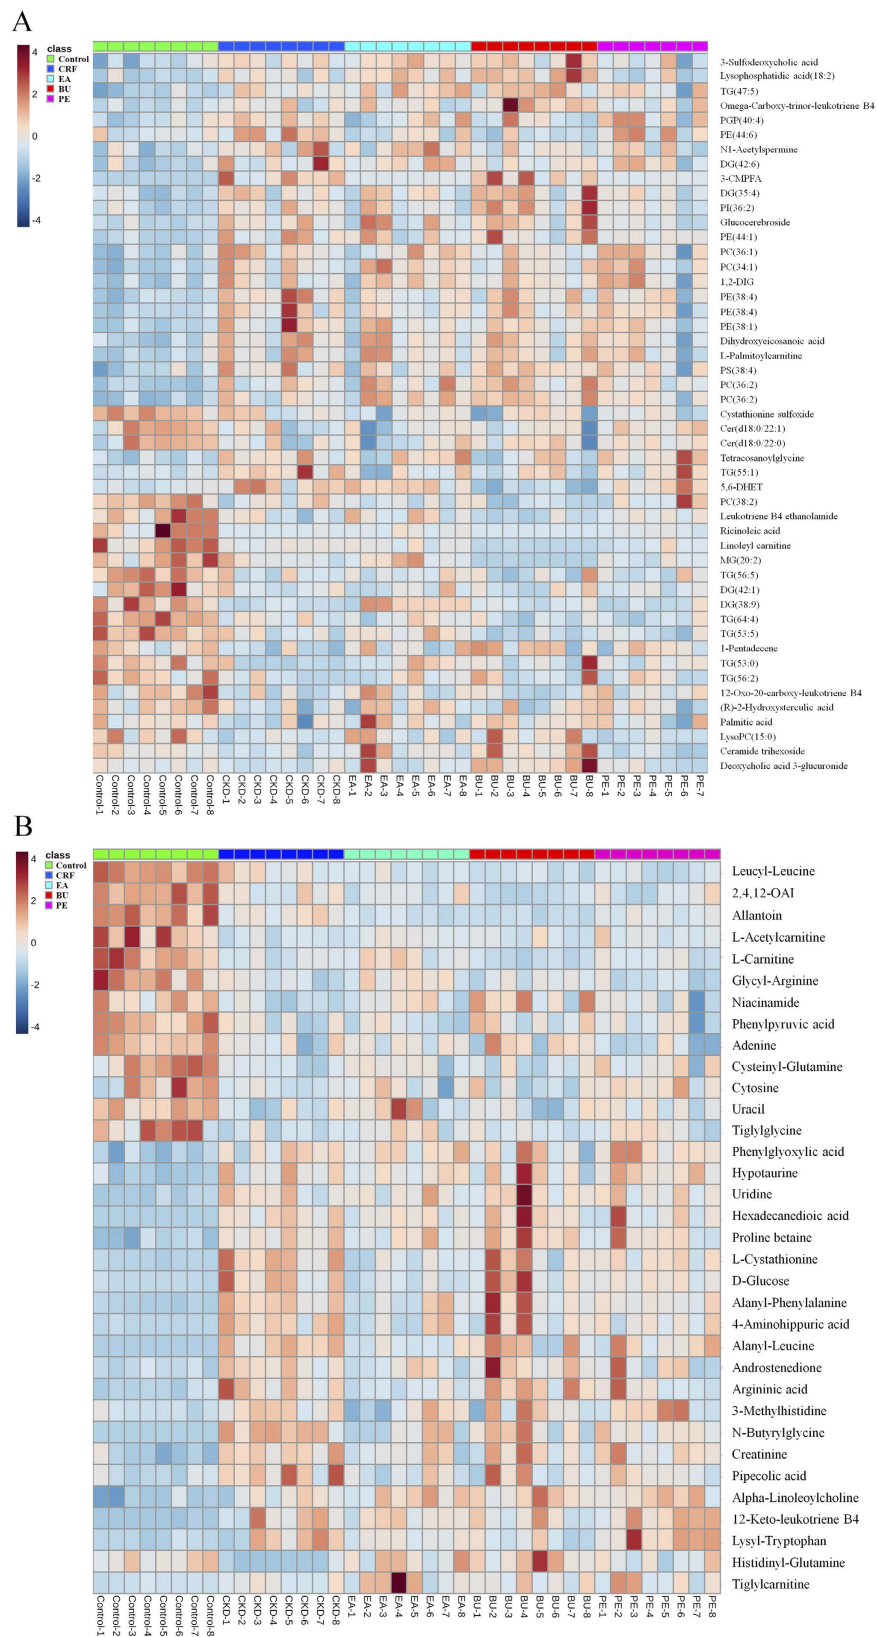 A
class
Control
CRF
EA
BU
PE
4
2
0
-2
-4
3-Sulfodeoxycholic acid
Lysophosphatidic acid(18:2)
TG(47:5)
Omega-Carboxy-trinor-leukotriene B4
PGP(40:4)
PE(44:6)
N1-Acetylspermine
DG(42:6)
3-CMPFA
DG(35:4)
PI(36:2)
Glucocerebroside
PE(44:1)
PC(36:1)
PC(34:1)
1,2-DIG
PE(38:4)
PE(38:4)
PE(38:1)
Dihydroxyeicosanoic acid
L-Palmitoylcarnitine
PS(38:4)
PC(36:2)
PC(36:2)
Cystathionine sulfoxide
Cer(d18:0/22:1)
Cer(d18:0/22:0)
Tetracosanoylglycine
TG(55:1)
5,6-DHET
PC(38:2)
Leukotriene B4 ethanolamide
Ricinoleic acid
Linoleyl carnitine
MG(20:2)
TG(56:5)
DG(42:1)
DG(38:9)
TG(64:4)
TG(53:5)
1-Pentadecene
TG(53:0)
TG(56:2)
12-Oxo-20-carboxy-leukotriene B4
(R)-2-Hydroxysterculic acid
Palmitic acid
LysoPC(15:0)
Ceramide trihexoside
Deoxycholic acid 3-glucuronide
Control-1
Control-2
Control-3
Control-4
Control-5
Control-6
Control-7
Control-8
CKD-1
CKD-2
CKD-3
CKD-4
CKD-5
CKD-6
CKD-7
CKD-8
EA-1
EA-2
EA-3
EA-4
EA-5
EA-6
EA-7
EA-8
BU-1
BU-2
BU-3
BU-4
BU-5
BU-6
BU-7
BU-8
PE-1
PE-2
PE-3
PE-4
PE-5
PE-6
PE-7
B
class
Control
CRF
EA
BU
PE
4
2
0
-2
-4
Leucyl-Leucine
2,4,12-OAI
Allantoin
L-Acetylcarnitine
L-Carnitine
Glycyl-Arginine
Niacinamide
Phenylpyruvic acid
Adenine
Cysteinyl-Glutamine
Cytosine
Uracil
Tiglylglycine
Phenylglyoxylic acid
Hypotaurine
Uridine
Hexadecanedioic acid
Proline betaine
L-Cystathionine
D-Glucose
Alanyl-Phenylalanine
4-Aminohippuric acid
Alanyl-Leucine
Androstenedione
Argininic acid
3-Methylhistidine
N-Butyrylglycine
Creatinine
Pipecolic acid
Alpha-Linoleoylcholine
12-Keto-leukotriene B4
Lysyl-Tryptophan
Histidinyl-Glutamine
Tiglylcarnitine
Control-1
Control-2
Control-3
Control-4
Control-5
Control-6
Control-7
Control-8
CKD-1
CKD-2
CKD-3
CKD-4
CKD-5
CKD-6
CKD-7
CKD-8
EA-1
EA-2
EA-3
EA-4
EA-5
EA-6
EA-7
EA-8
BU-1
BU-2
BU-3
BU-4
BU-5
BU-6
BU-7
BU-8
PE-1
PE-2
PE-3
PE-4
PE-5
PE-6
PE-7
PE-8